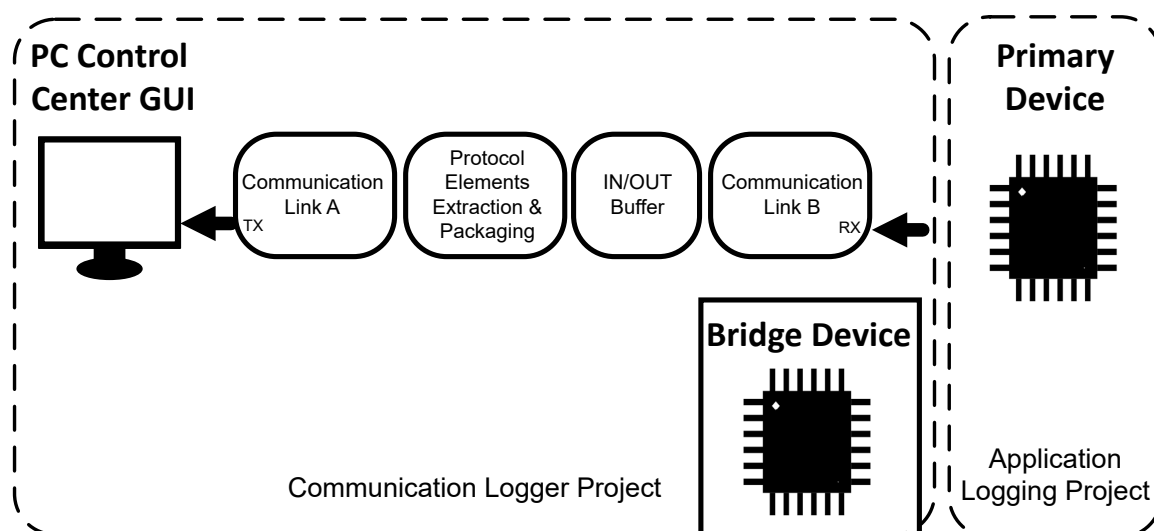 PC Control
Center GUI
Primary
Device
Communication
Link A
TX
Protocol
Elements
Extraction &
Packaging
IN/OUT
Buffer
Communication
Link B
RX
Bridge Device
Communication Logger Project
Application
Logging Project